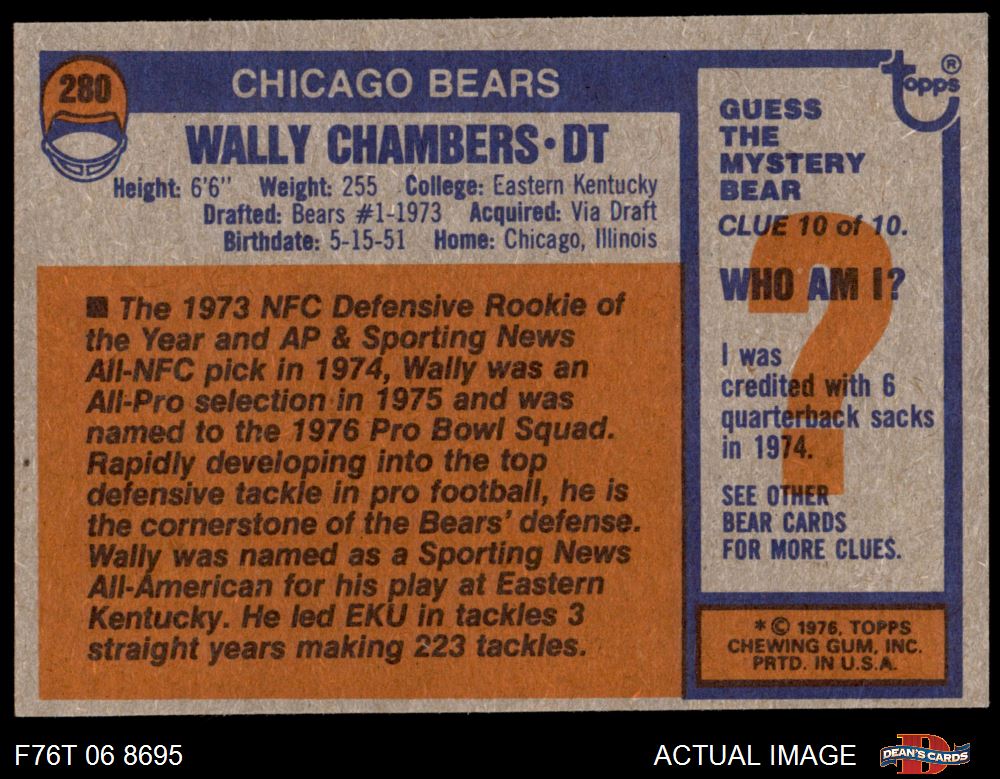 280
CHICAGO BEARS
WALLY CHAMBERS • DT
Height: 6'6" Weight: 255 College: Eastern Kentucky
Drafted: Bears #1-1973 Acquired: Via Draft
Birthdate: 5-15-51 Home: Chicago, Illinois
■ The 1973 NFC Defensive Rookie of
the Year and AP & Sporting News
All-NFC pick in 1974, Wally was an
All-Pro selection in 1975 and was
named to the 1976 Pro Bowl Squad.
Rapidly developing into the top
defensive tackle in pro football, he is
the cornerstone of the Bears' defense.
Wally was named as a Sporting News
All-American for his play at Eastern
Kentucky. He led EKU in tackles 3
straight years making 223 tackles.
topps ®
GUESS
THE
MYSTERY
BEAR
CLUE 10 of 10.
?
WHO AM I?
I was
credited with 6
quarterback sacks
in 1974.
SEE OTHER
BEAR CARDS
FOR MORE CLUES.
* © 1976, TOPPS
CHEWING GUM, INC.
PRTD. IN U.S.A.
F76T 06 8695
ACTUAL IMAGE
DEAN'S CARDS